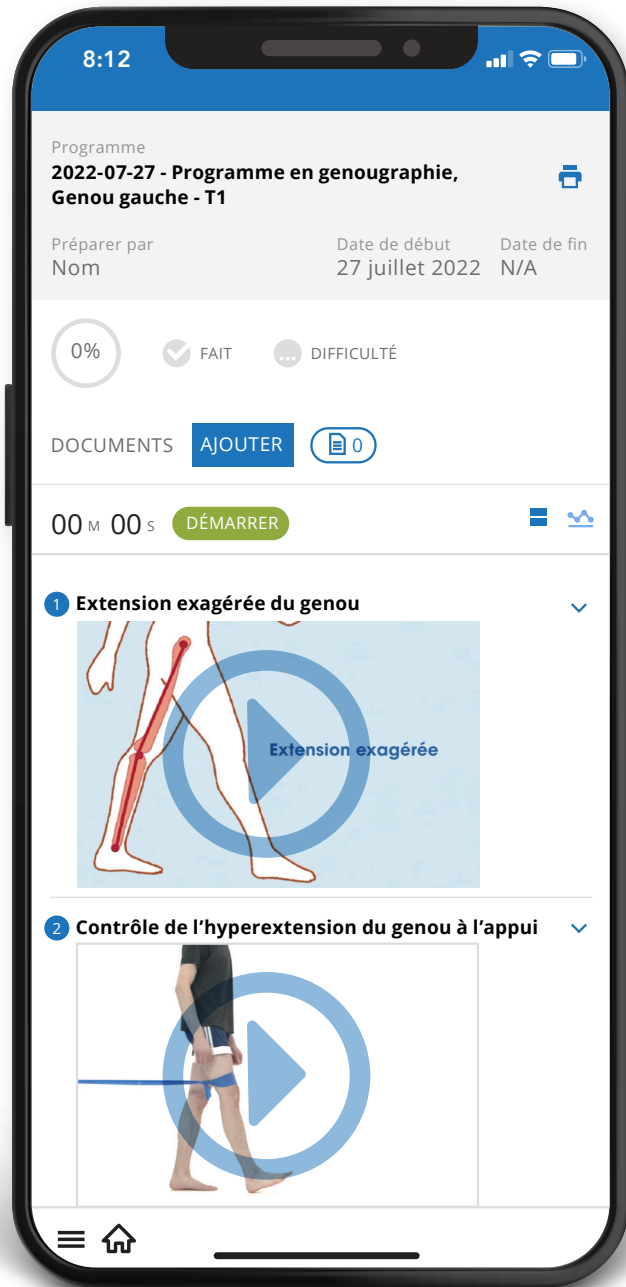 8:12
Programme
2022-07-27 - Programme en genougraphie,
Genou gauche - T1
Préparer par Date de début Date de fin
Nom 27 juillet 2022 N/A
0% FAIT DIFFICULTÉ
DOCUMENTS AJOUTER 0
00 M 00 S DÉMARRER
1 Extension exagérée du genou
Extension exagérée
2 Contrôle de l’hyperextension du genou à l’appui